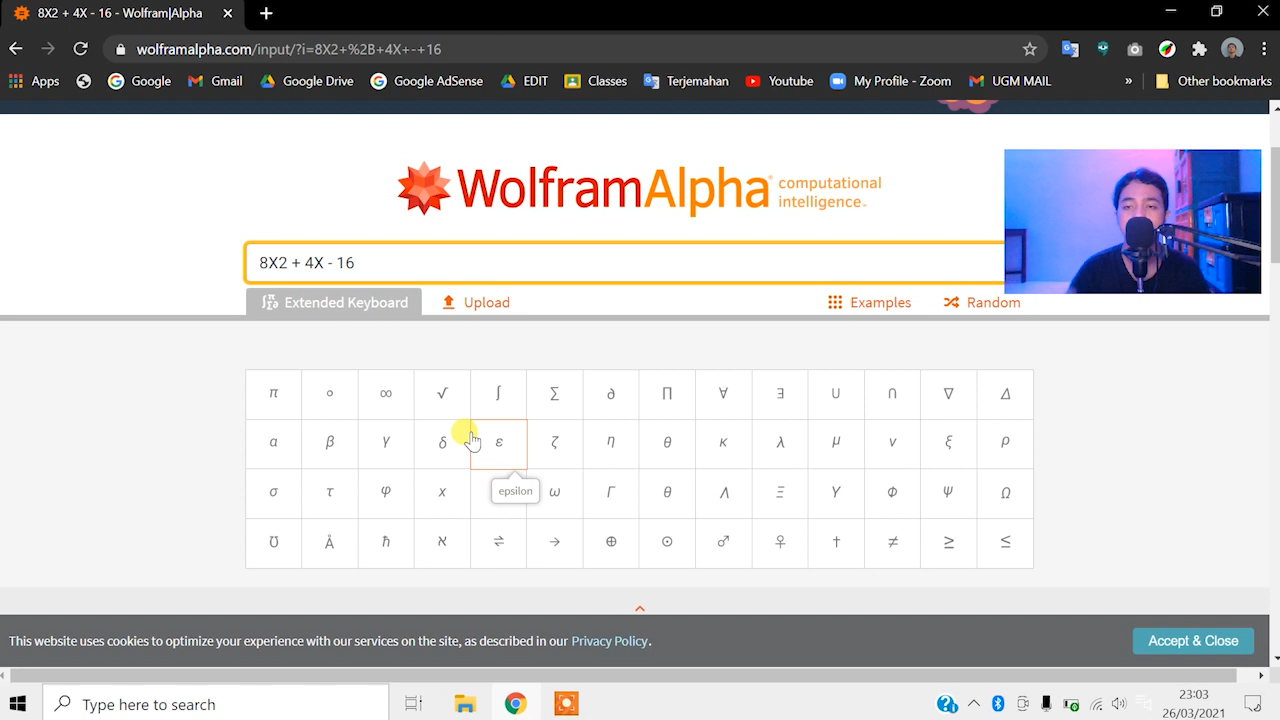 8X2 + 4X - 16 - Wolfram|Alpha
wolframalpha.com/input/?i=8X2+%2B+4X+-+16
Apps Google Gmail Google Drive Google AdSense EDIT Classes Terjemahan Youtube My Profile - Zoom UGM MAIL » Other bookmarks
WolframAlpha computational intelligence.
8X2 + 4X - 16
Extended Keyboard Upload Examples Random
π ∘ ∞ √ ∫ ∑ ∂ ∏ ∀ ∃ ∪ ∩ ∇ Δ
α β γ δ ε ζ η θ κ λ μ ν ξ ρ
epsilon
σ τ φ χ ω Γ θ Λ Ξ Υ Φ Ψ Ω
℧ Å ℏ ℵ ⇌ → ⊕ ⊙ ♂ ♀ † ≠ ≥ ≤
This website uses cookies to optimize your experience with our services on the site, as described in our Privacy Policy.
Accept & Close
Type here to search
23:03
26/03/2021